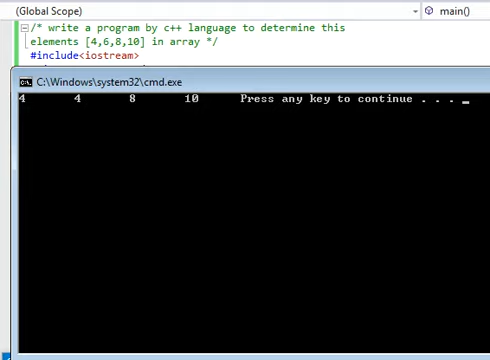 (Global Scope)
main()
/* write a program by c++ language to determine this
elements [4,6,8,10] in array */
#include<iostream>
C:\Windows\system32\cmd.exe
4 4 8 10 Press any key to continue . . .